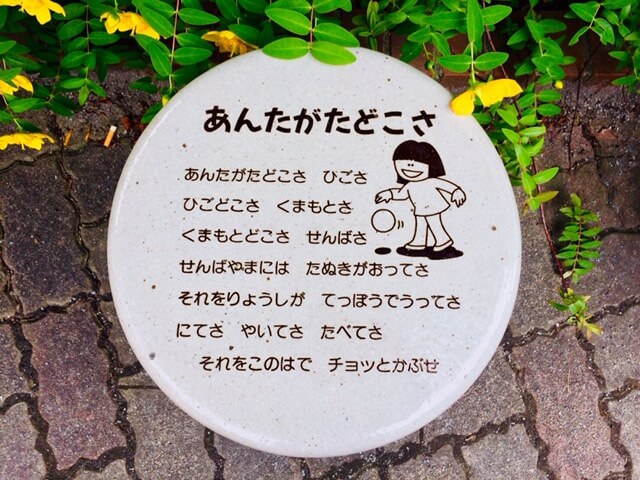 あんたがたどこさ
あんたがたどこさ　ひごさ
ひごどこさ　くまもとさ
くまもとどこさ　せんばさ
せんばやまには　たぬきがおってさ
それをりょうしが　てっぽうでうってさ
にてさ　やいてさ　たべてさ
それをこのはで　チョッとかぶせ